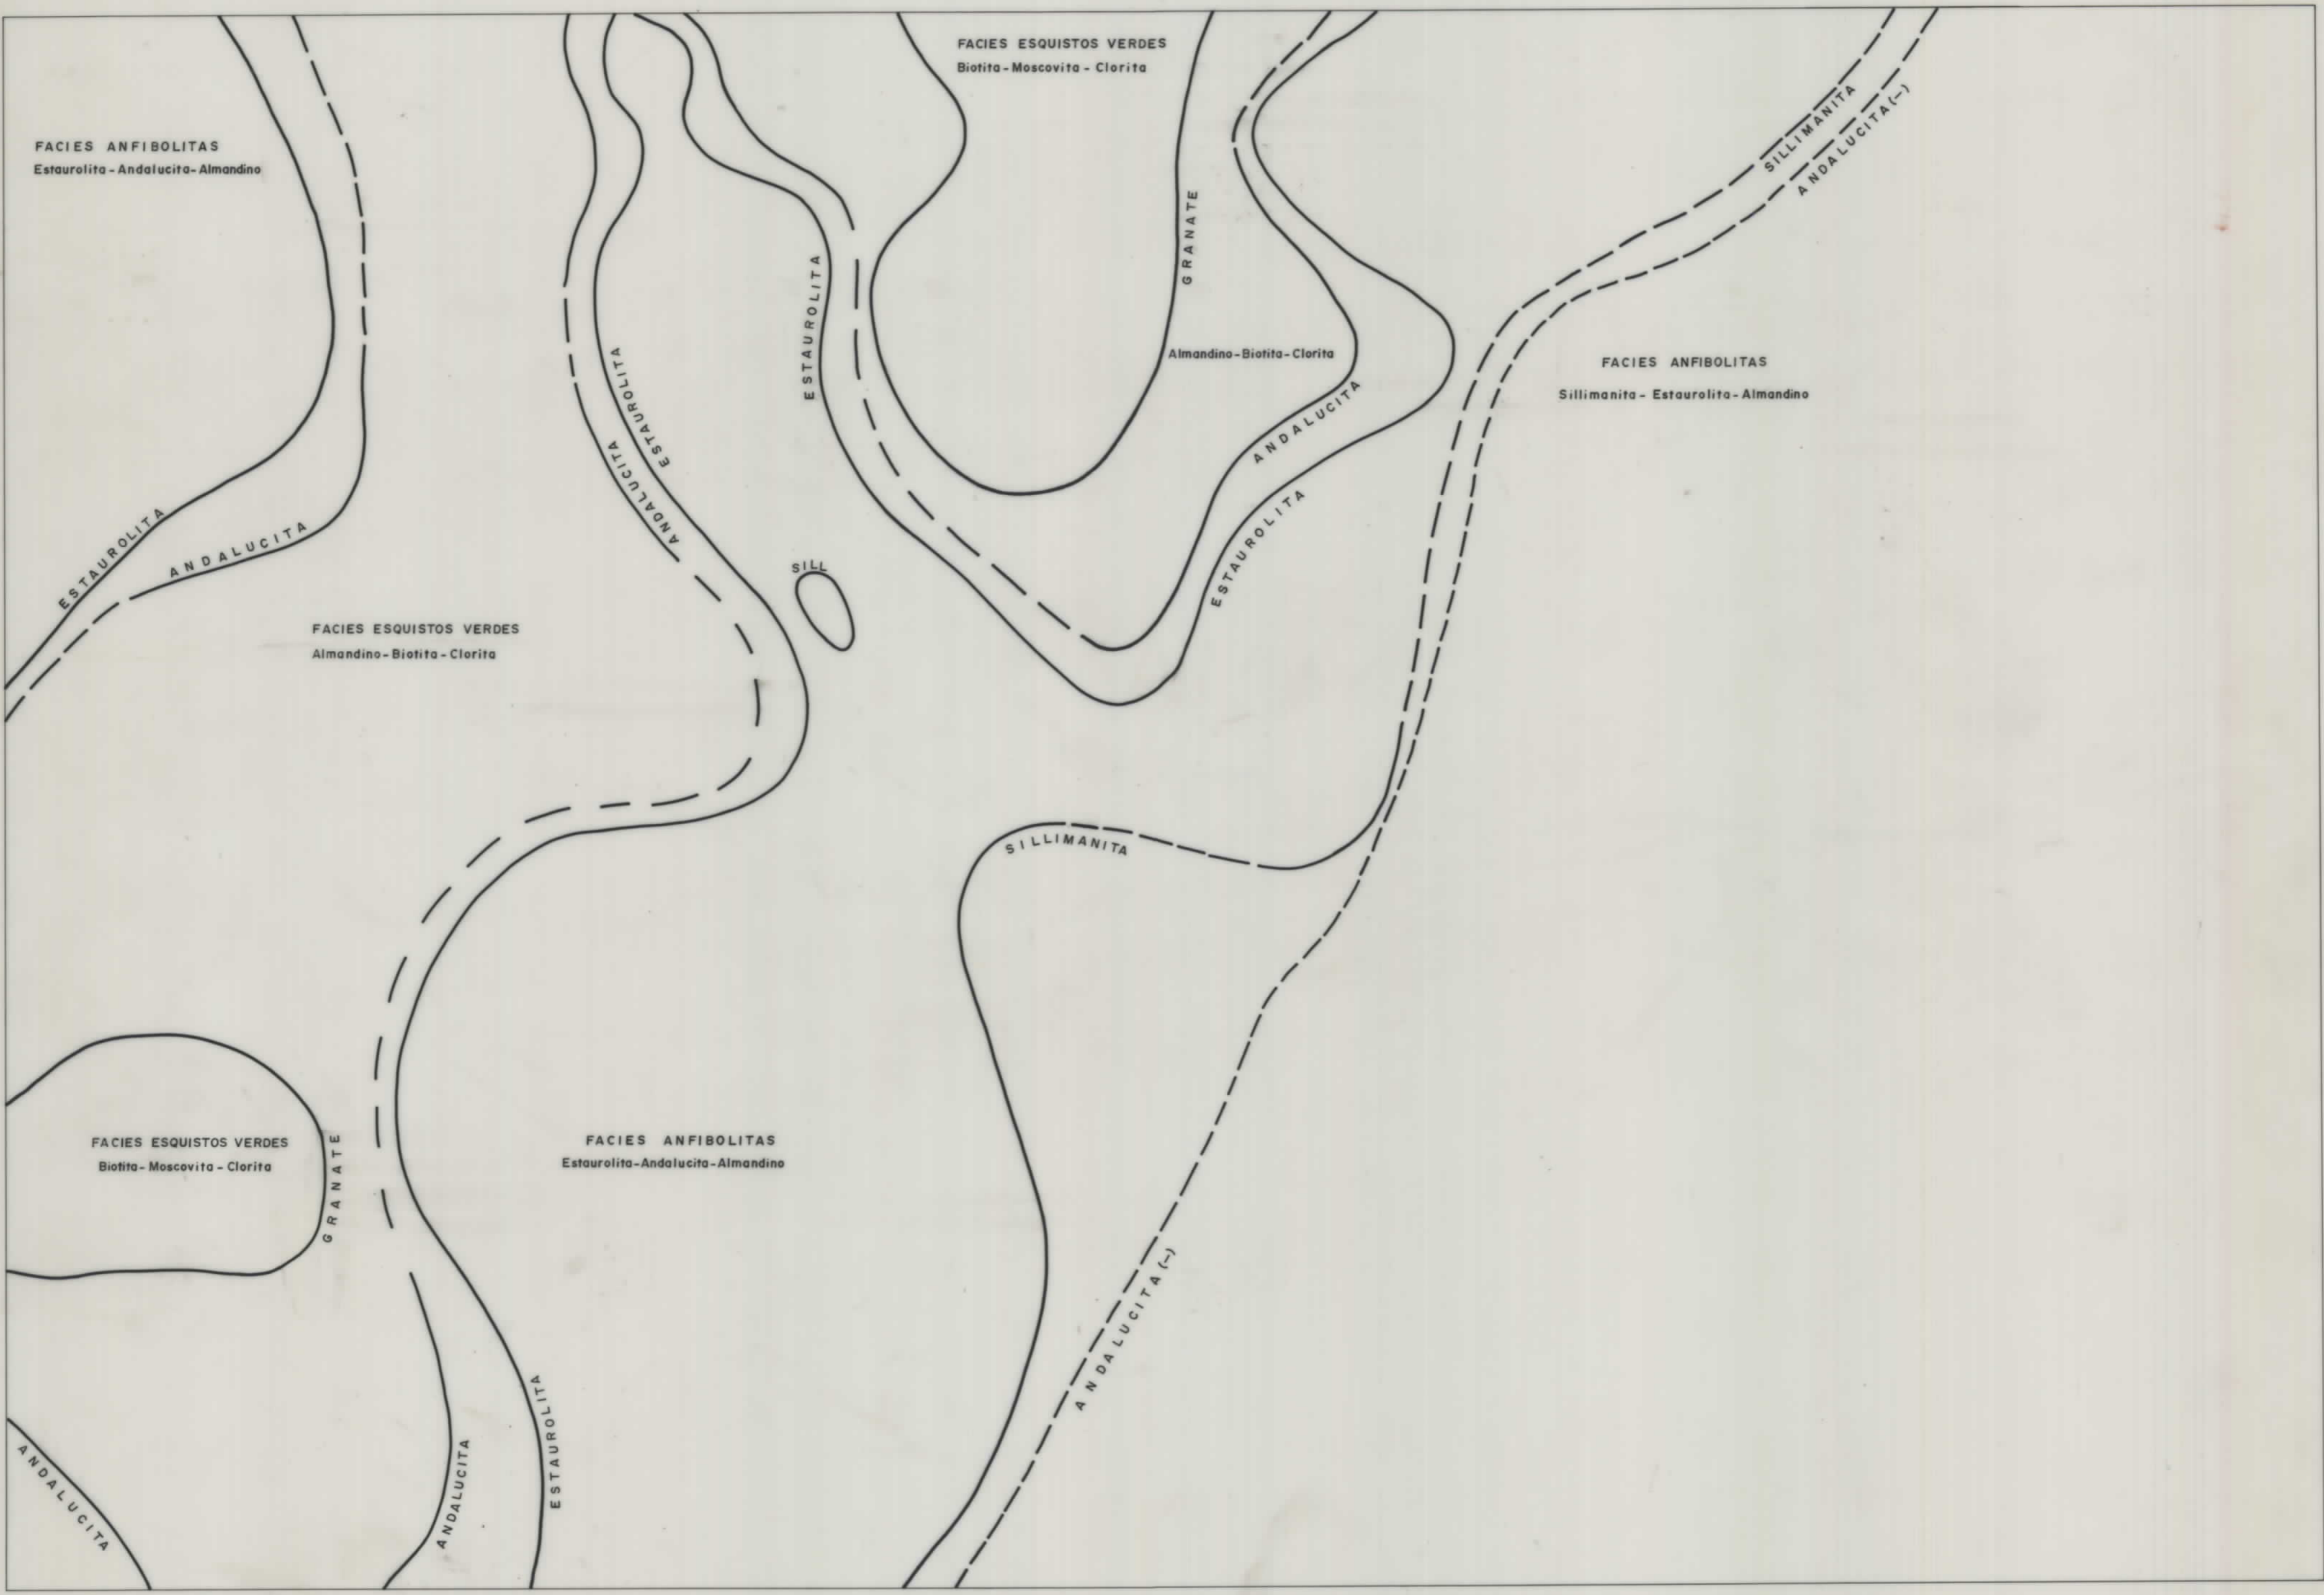 FACIES ESQUISTOS VERDES
Biotita-Moscovita-Clorita
FACIES ANFIBOLITAS
Estaurolita-Andalucita-Almandino
SILLIMANITA
ANDALUCITA(-)
GRANATE
ESTAUROLITA
Almandino-Biotita-Clorita
FACIES ANFIBOLITAS
Sillimanita-Estaurolita-Almandino
ESTAUROLITA
ANDALUCITA
ANDALUCITA
ESTAUROLITA
ESTAUROLITA
ANDALUCITA
SILL
FACIES ESQUISTOS VERDES
Almandino-Biotita-Clorita
SILLIMANITA
FACIES ESQUISTOS VERDES
Biotita-Moscovita-Clorita
GRANATE
FACIES ANFIBOLITAS
Estaurolita-Andalucita-Almandino
ANDALUCITA(-)
ANDALUCITA
ANDALUCITA
ESTAUROLITA